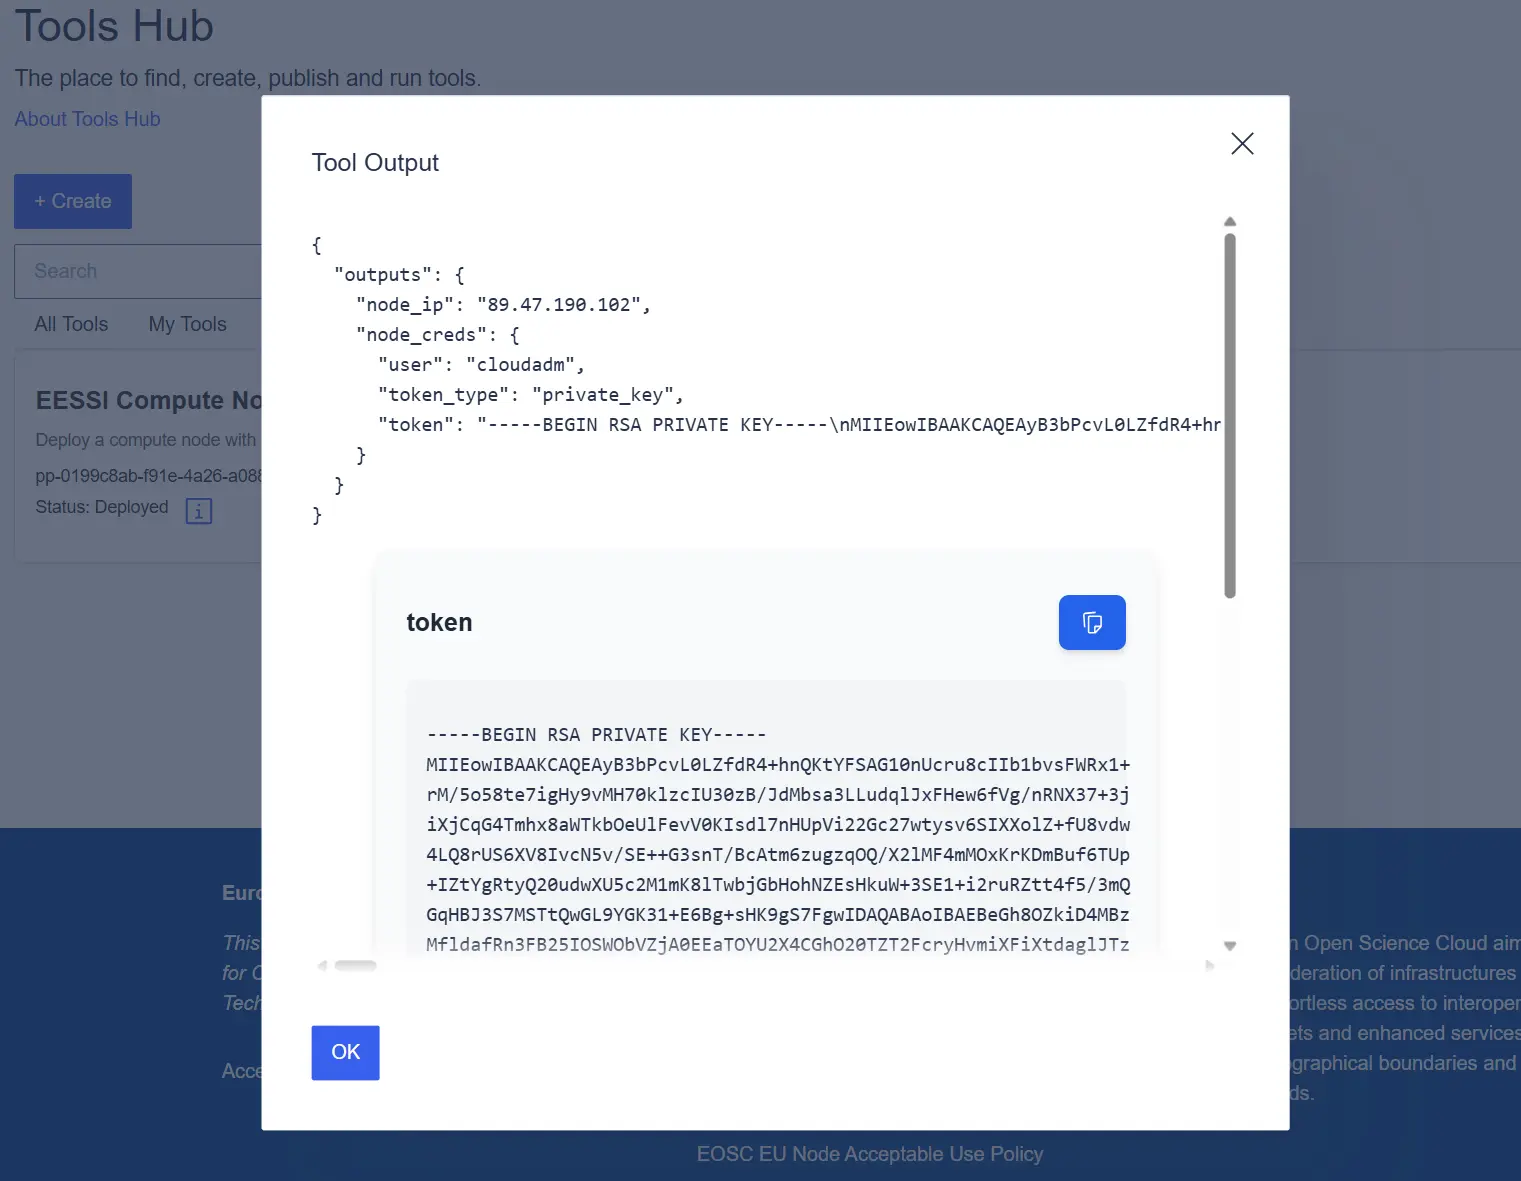 Tools Hub
The place to find, create, publish and run tools.
About Tools Hub
+ Create
Search
All Tools
My Tools
EESSI Compute No
Deploy a compute node with
pp-0199c8ab-f91e-4a26-a088
Status: Deployed
i
Tool Output
{
"outputs": {
"node_ip": "89.47.190.102",
"node_creds": {
"user": "cloudadm",
"token_type": "private_key",
"token": "-----BEGIN RSA PRIVATE KEY-----\nMIIEowIBAAKCAQEAyB3bPcvL0LZfdR4+hr
}
}
}
token
-----BEGIN RSA PRIVATE KEY-----
MIIEowIBAAKCAQEAyB3bPcvL0LZfdR4+hnQKtYFSAG10nUcru8cIIb1bvsFWRx1+
rM/5o58te7igHy9vMH70klzcIU30zB/JdMbsa3LLudqlJxFHew6fVg/nRNX37+3j
iXjCqG4Tmhx8aWTkbOeUlFevV0KIsdl7nHUpVi22Gc27wtysv6SIXXolZ+fU8vdw
4LQ8rUS6XV8IvcN5v/SE++G3snT/BcAtm6zugzqOQ/X2lMF4mMOxKrKDmBuf6TUp
+IZtYgRtyQ20udwXU5c2M1mK8lTwbjGbHohNZEsHkuW+3SE1+i2ruRZtt4f5/3mQ
GqHBJ3S7MSTtQwGL9YGK31+E6Bg+sHK9gS7FgwIDAQABAoIBAEBeGh8OZkiD4MBz
MfldafRn3FB25IOSWObVZjA0EEaTOYU2X4CGhO20TZT2FcryHvmiXFiXtdaglJTz
OK
Euro
This
for C
Tech
Acce
n Open Science Cloud aim
deration of infrastructures
ortless access to interoper
ets and enhanced services
graphical boundaries and
ds.
EOSC EU Node Acceptable Use Policy